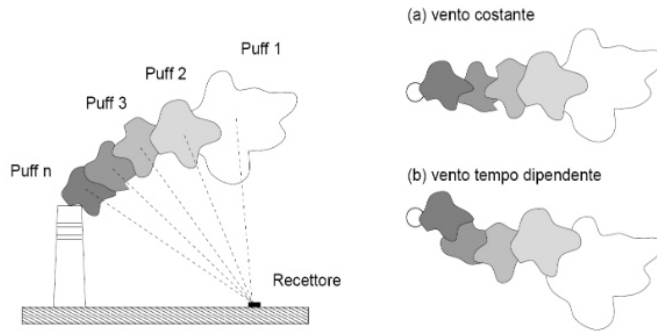 Puff 1
Puff 2
Puff 3
Puff n
Recettore
(a) vento costante
(b) vento tempo dipendente